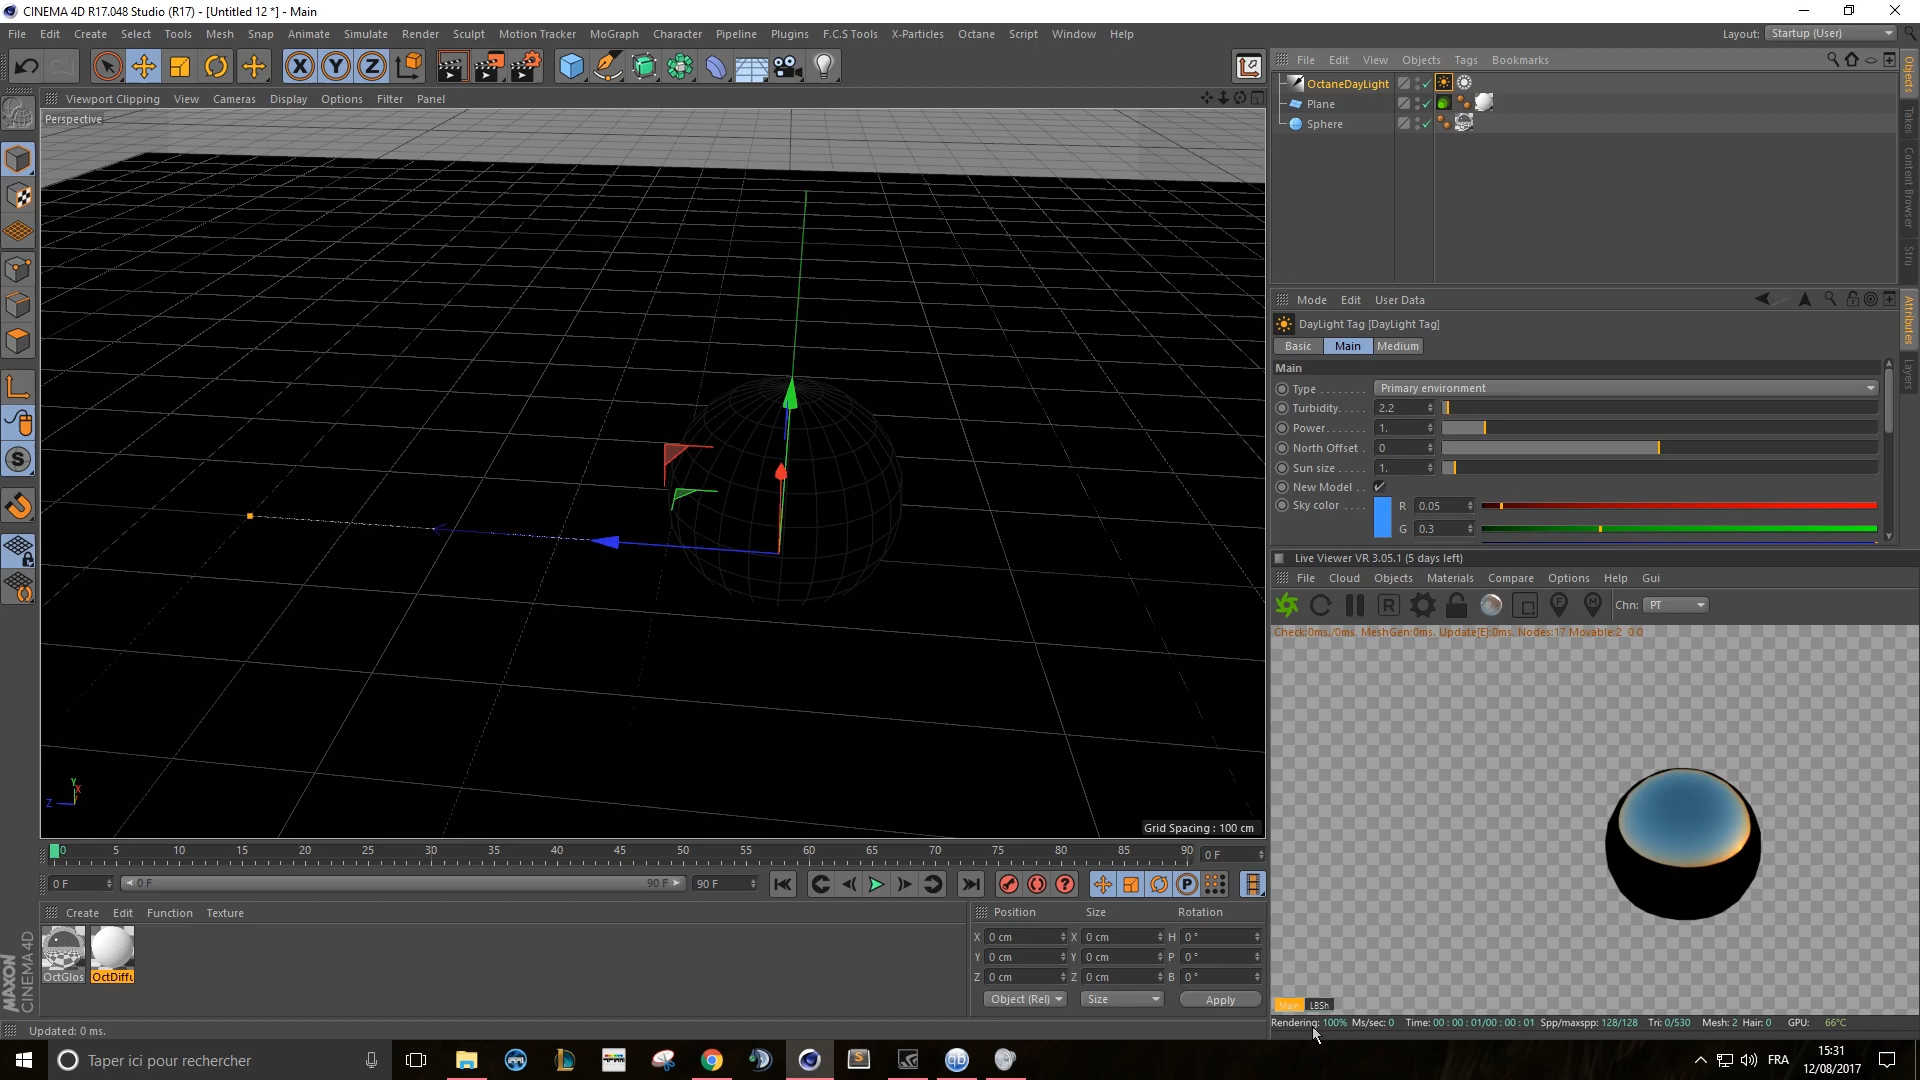 CINEMA 4D R17.048 Studio (R17) - [Untitled 12 *] - Main
File Edit Create Select Tools Mesh Snap Animate Simulate Render Sculpt Motion Tracker MoGraph Character Pipeline Plugins F.C.S Tools X-Particles Octane Script Window Help
Layout: Startup (User)
Viewport Clipping View Cameras Display Options Filter Panel
Perspective
Grid Spacing : 100 cm
File Edit View Objects Tags Bookmarks
OctaneDayLight
Plane
Sphere
Objects
Takes
Content Browser
Stru
Mode Edit User Data
DayLight Tag [DayLight Tag]
Basic Main Medium
Main
Type . . . . . . . . Primary environment
Turbidity. . . . . 2.2
Power. . . . . . . 1.
North Offset . 0
Sun size . . . . . 1.
New Model . .
Sky color . . . . R 0.05
G 0.3
Attributes
Layers
Live Viewer VR 3.05.1 (5 days left)
File Cloud Objects Materials Compare Options Help Gui
Chn: PT
Check:0ms./0ms. MeshGen:0ms. Update[E]:0ms. Nodes:17 Movable:2 0 0
Main LBSh
Rendering: 100% Ms/sec: 0 Time: 00 : 00 : 01/00 : 00 : 01 Spp/maxspp: 128/128 Tri: 0/530 Mesh: 2 Hair: 0 GPU: 66°C
0 5 10 15 20 25 30 35 40 45 50 55 60 65 70 75 80 85 90 0 F
0 F 0 F 90 F 90 F
Create Edit Function Texture
OctGlos OctDiffu
MAXON
CINEMA 4D
Position Size Rotation
X 0 cm X 0 cm H 0 °
Y 0 cm Y 0 cm P 0 °
Z 0 cm Z 0 cm B 0 °
Object (Rel) Size Apply
Updated: 0 ms.
Taper ici pour rechercher
FRA
15:31
12/08/2017